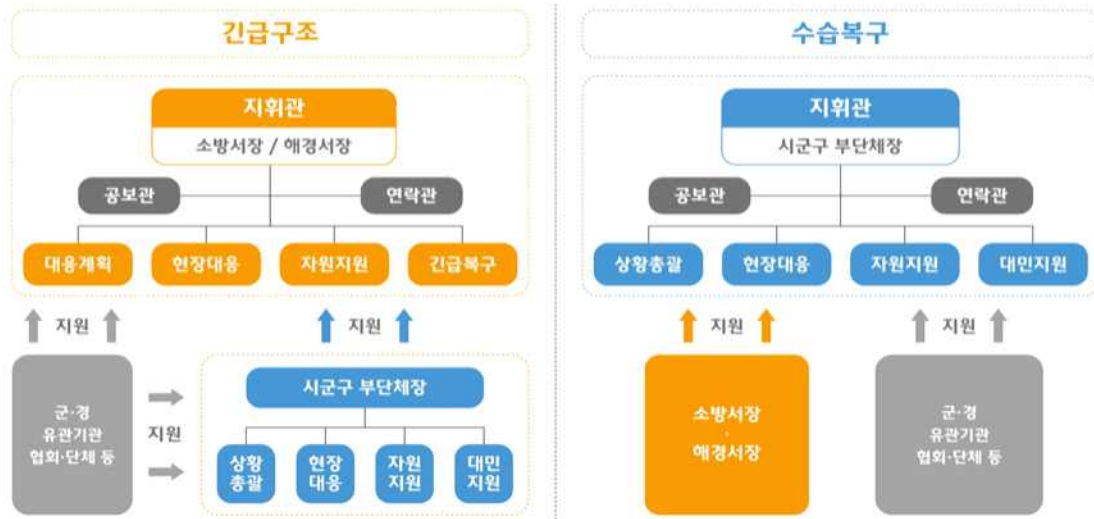 긴급구조
지휘관
소방서장 / 해경서장
공보관
연락관
대응계획
현장대응
자원지원
긴급복구
지원
지원
군·경
유관기관
협회·단체 등
지원
시군구 부단체장
상황
총괄
현장
대응
자원
지원
대민
지원
수습복구
지휘관
시군구 부단체장
공보관
연락관
상황총괄
현장대응
자원지원
대민지원
지원
지원
소방서장
·
해경서장
군·경
유관기관
협회·단체 등